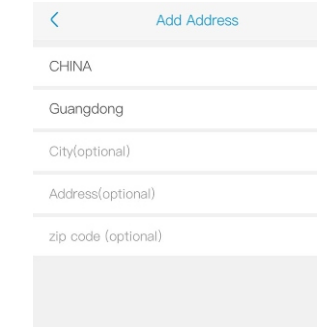 Add Address
CHINA
Guangdong
City(optional)
Address(optional)
zip code (optional)